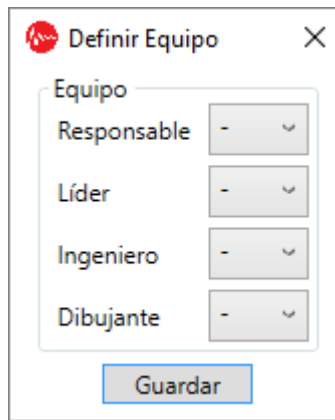 Definir Equipo
Equipo
Responsable -
Líder -
Ingeniero -
Dibujante -
Guardar